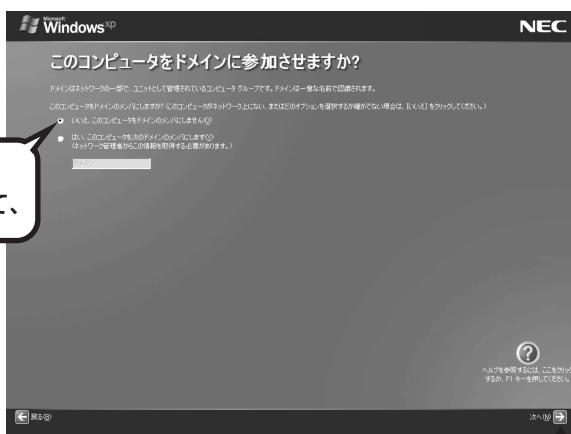 Microsoft
Windows xp
NEC
このコンピュータをドメインに参加させますか?
ドメインはネットワークの一部で、ユニットとして管理されているコンピュータ グループです。ドメインは一意な名前で認識されます。
このコンピュータをドメインのメンバにしますか? (このコンピュータがネットワーク上にない、またはどのオプションを選択するか確かでない場合は、[いいえ] をクリックしてください。)
いいえ、このコンピュータをドメインのメンバにしません(O)
はい、このコンピュータを次のドメインのメンバにします(Y)
(ネットワーク管理者からこの情報を取得する必要があります。)
て、
ヘルプを参照するには、ここをクリック
するか、F1 キーを押してください。
戻る(B)
次へ(N)